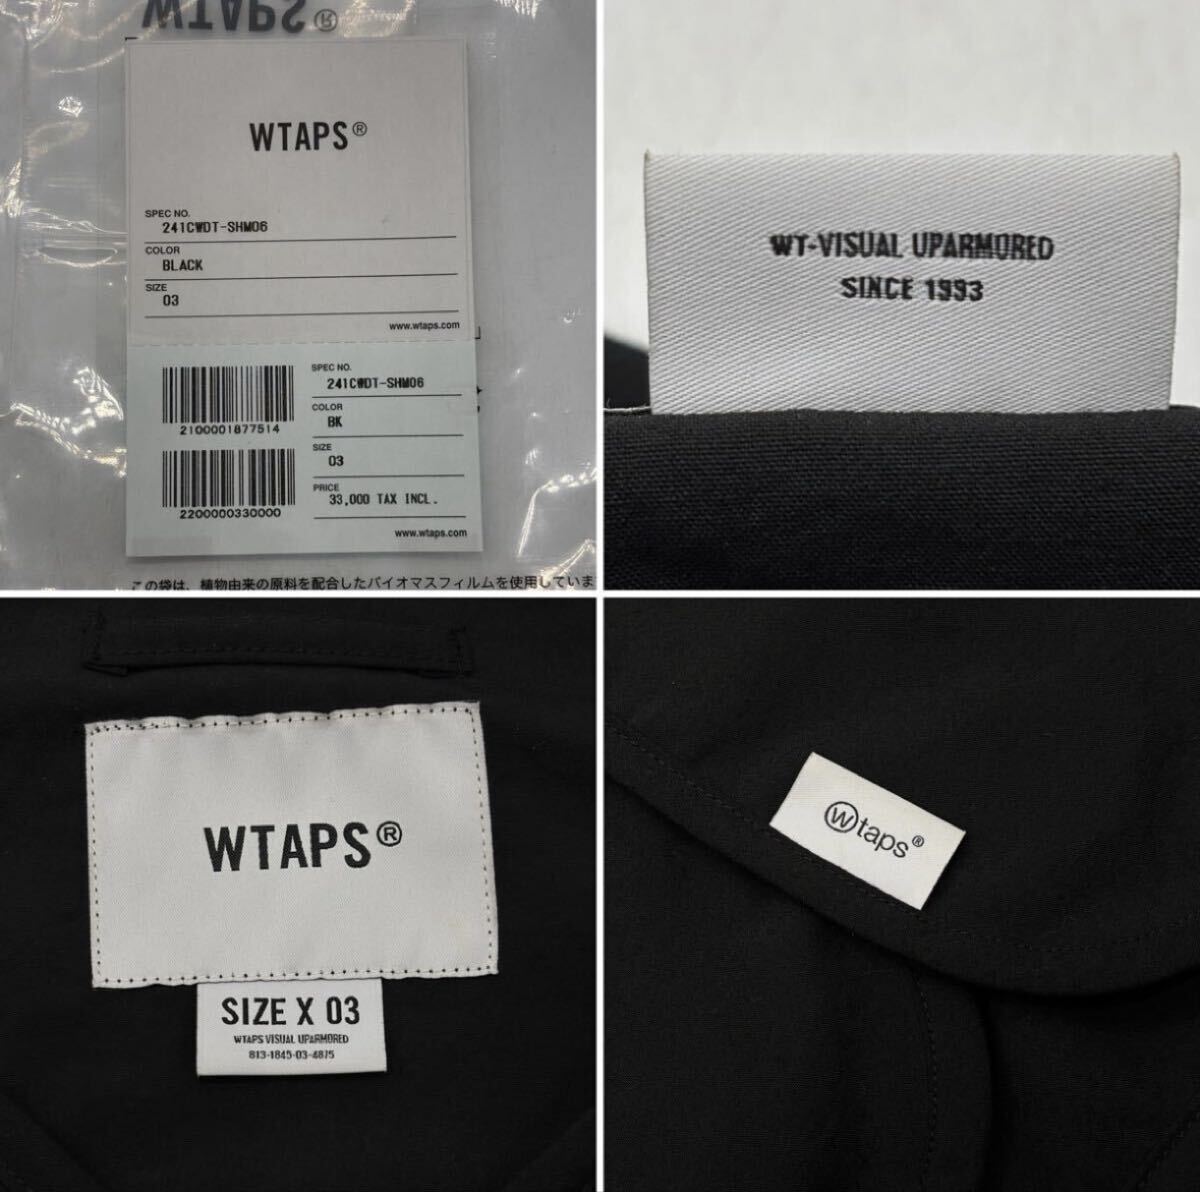 WTAPS®
WTAPS®
SPEC NO.
241CWDT-SHM06
COLOR
BLACK
SIZE
03
www.wtaps.com
2100001877514
2200000330000
SPEC NO.
241CWDT-SHM06
COLOR
BK
SIZE
03
PRICE
33,000 TAX INCL.
www.wtaps.com
この袋は、植物由来の原料を配合したバイオマスフィルムを使用していま
WT-VISUAL UPARMORED
SINCE 1993
WTAPS®
SIZE X 03
WTAPS VISUAL UPARMORED
813-1845-03-4875
wtaps®